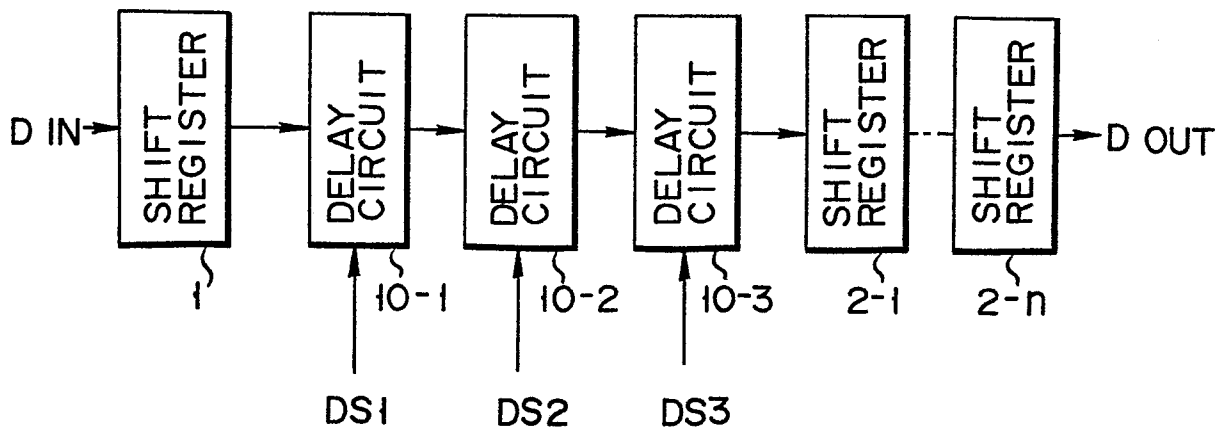 D IN
SHIFT
REGISTER
DELAY
CIRCUIT
DELAY
CIRCUIT
DELAY
CIRCUIT
SHIFT
REGISTER
SHIFT
REGISTER
D OUT
1
10-1
10-2
10-3
2-1
2-n
DS1
DS2
DS3